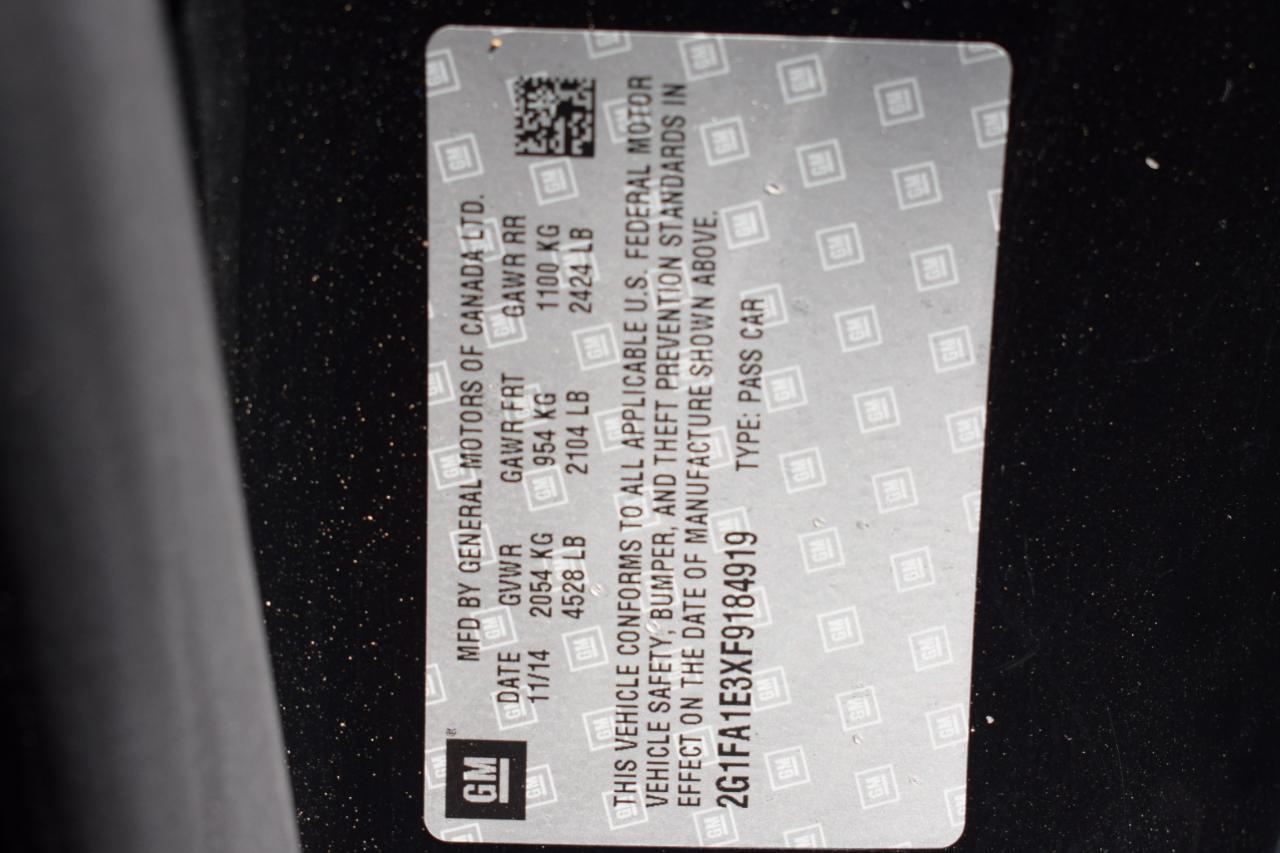 GM
MFD BY GENERAL MOTORS OF CANADA LTD.
DATE GVWR GAWR FRT GAWR RR
11/14 2054 KG 954 KG 1100 KG
4528 LB 2104 LB 2424 LB
THIS VEHICLE CONFORMS TO ALL APPLICABLE U.S. FEDERAL MOTOR
VEHICLE SAFETY, BUMPER, AND THEFT PREVENTION STANDARDS IN
EFFECT ON THE DATE OF MANUFACTURE SHOWN ABOVE.
2G1FA1E3XF9184919 TYPE: PASS CAR